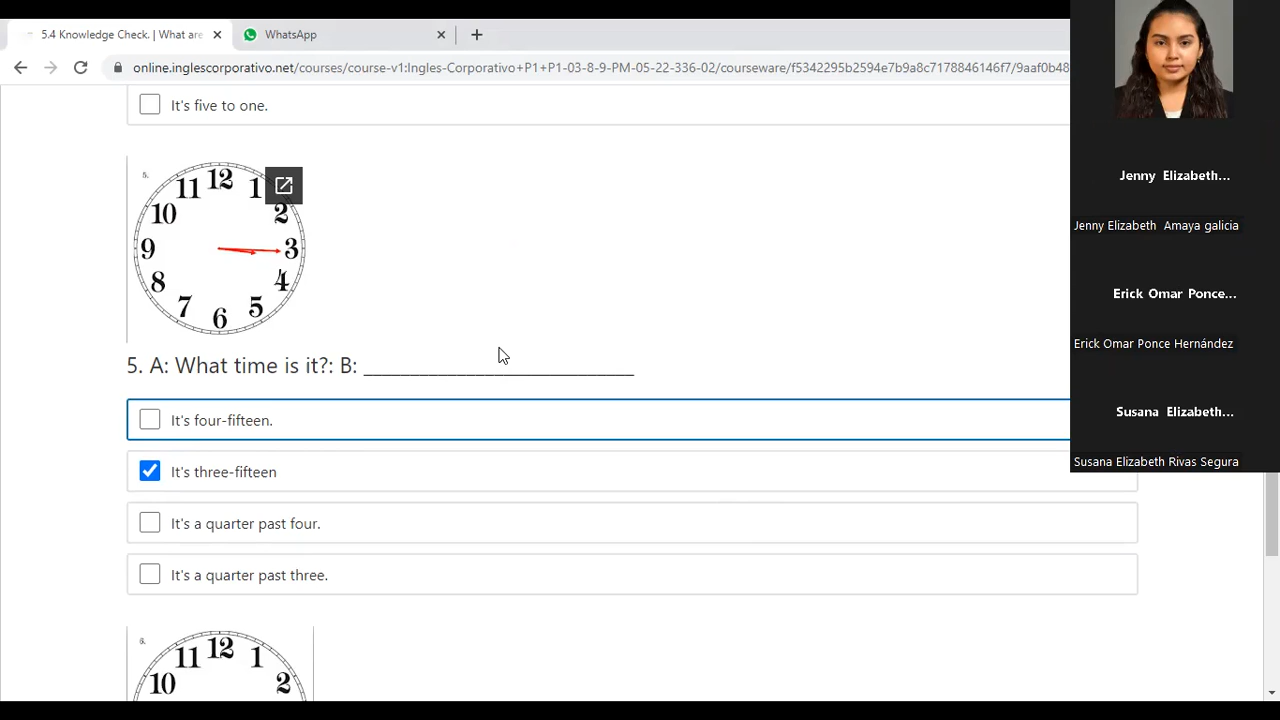 5.4 Knowledge Check. | What are
WhatsApp
online.inglescorporativo.net/courses/course-v1:Ingles-Corporativo+P1+P1-03-8-9-PM-05-22-336-02/courseware/f5342295b2594e7b9a8c7178846146f7/9aaf0b48
It's five to one.
5.
12
11 1
10 2
9 3
8 4
7 5
6
5. A: What time is it?: B: ___________________________
It's four-fifteen.
It's three-fifteen
It's a quarter past four.
It's a quarter past three.
6.
12
11 1
10 2
Jenny Elizabeth...
Jenny Elizabeth Amaya galicia
Erick Omar Ponce...
Erick Omar Ponce Hernández
Susana Elizabeth...
Susana Elizabeth Rivas Segura